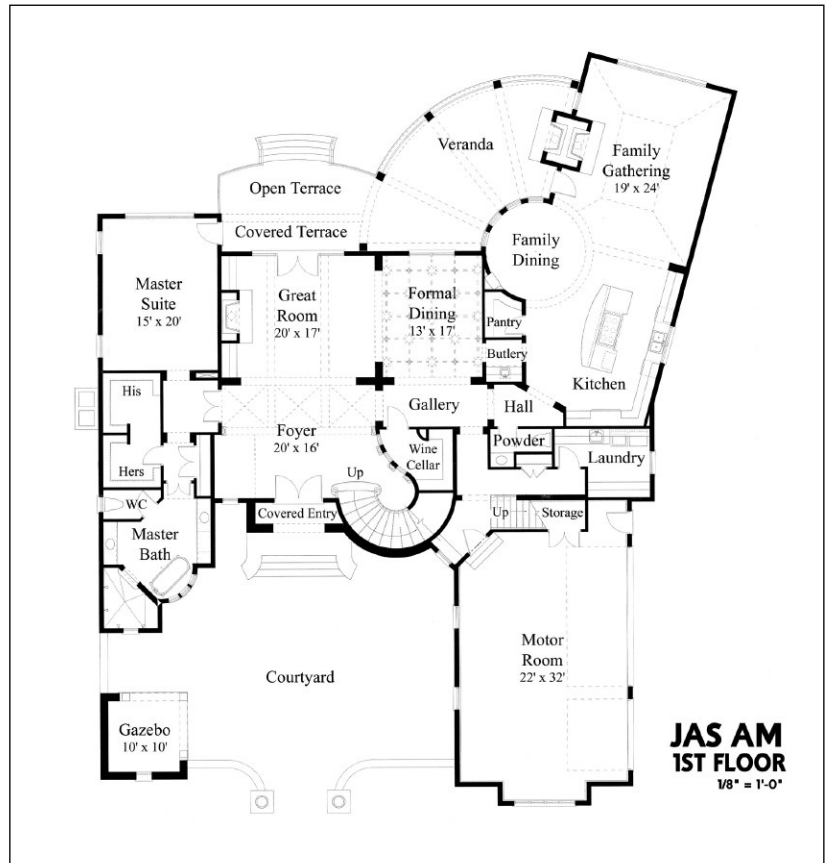 Veranda
Family
Gathering
19' x 24'
Open Terrace
Covered Terrace
Family
Dining
Master
Suite
15' x 20'
Great
Room
20' x 17'
Formal
Dining
13' x 17'
Pantry
Butlery
Kitchen
His
Gallery
Hall
Foyer
20' x 16'
Powder
Wine
Cellar
Laundry
Hers
Up
WC
Covered Entry
Up
Storage
Master
Bath
Motor
Room
22' x 32'
Courtyard
Gazebo
10' x 10'
JAS AM
1ST FLOOR
1/8" = 1'-0"